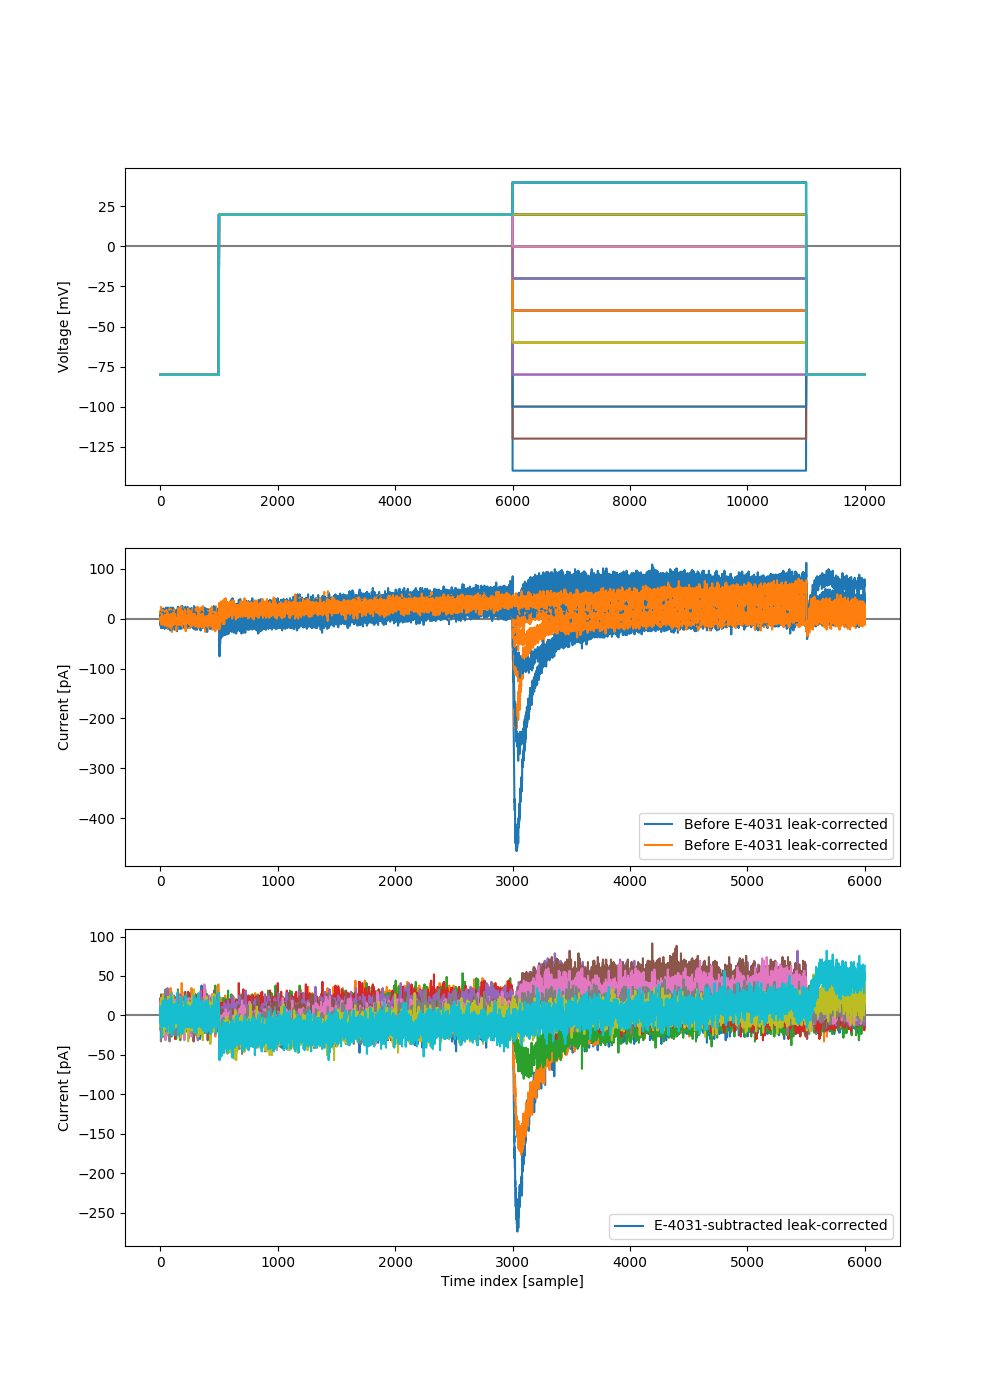 25
0
−25
−50
−75
−100
−125
Voltage [mV]
0 2000 4000 6000 8000 10000 12000
100
0
−100
−200
−300
−400
Current [pA]
Before E-4031 leak-corrected
Before E-4031 leak-corrected
0 1000 2000 3000 4000 5000 6000
100
50
0
−50
−100
−150
−200
−250
Current [pA]
E-4031-subtracted leak-corrected
0 1000 2000 3000 4000 5000 6000
Time index [sample]